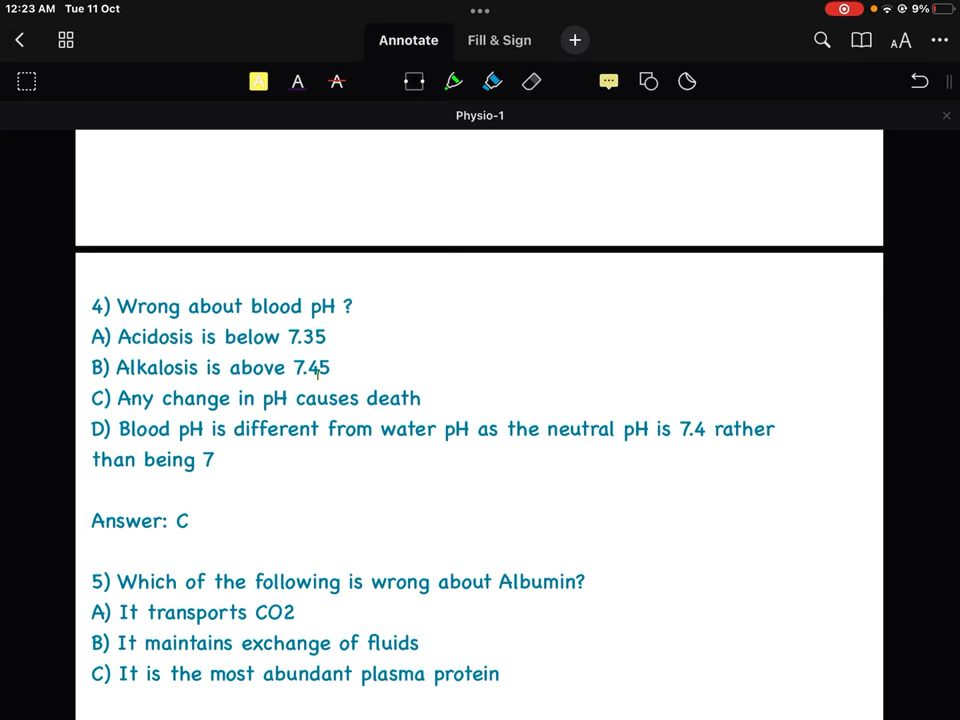 12:23 AM Tue 11 Oct 9%
Annotate Fill & Sign AA
A A A
Physio-1
4) Wrong about blood pH ?
A) Acidosis is below 7.35
B) Alkalosis is above 7.45
C) Any change in pH causes death
D) Blood pH is different from water pH as the neutral pH is 7.4 rather
than being 7
Answer: C
5) Which of the following is wrong about Albumin?
A) It transports CO2
B) It maintains exchange of fluids
C) It is the most abundant plasma protein